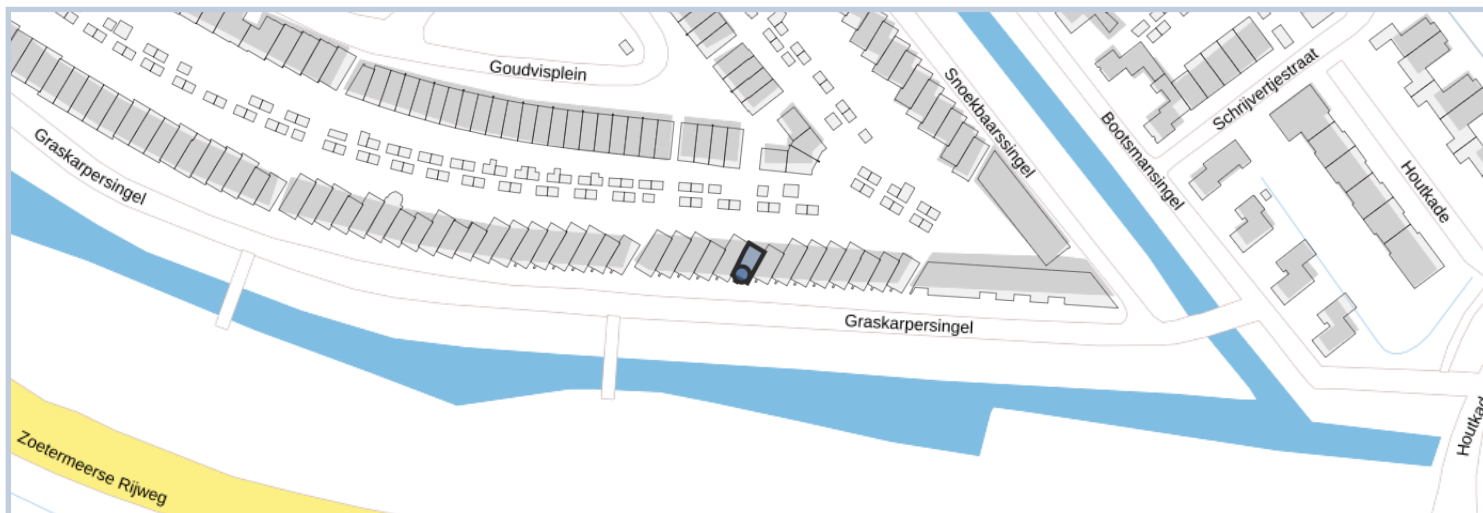 Goudvisplein
Snoekbaarssingel
Bootsmansingel
Schrijvertjestraat
Houtkade
Graskarpersingel
Graskarpersingel
Zoetermeerse Rijweg
Houtkad